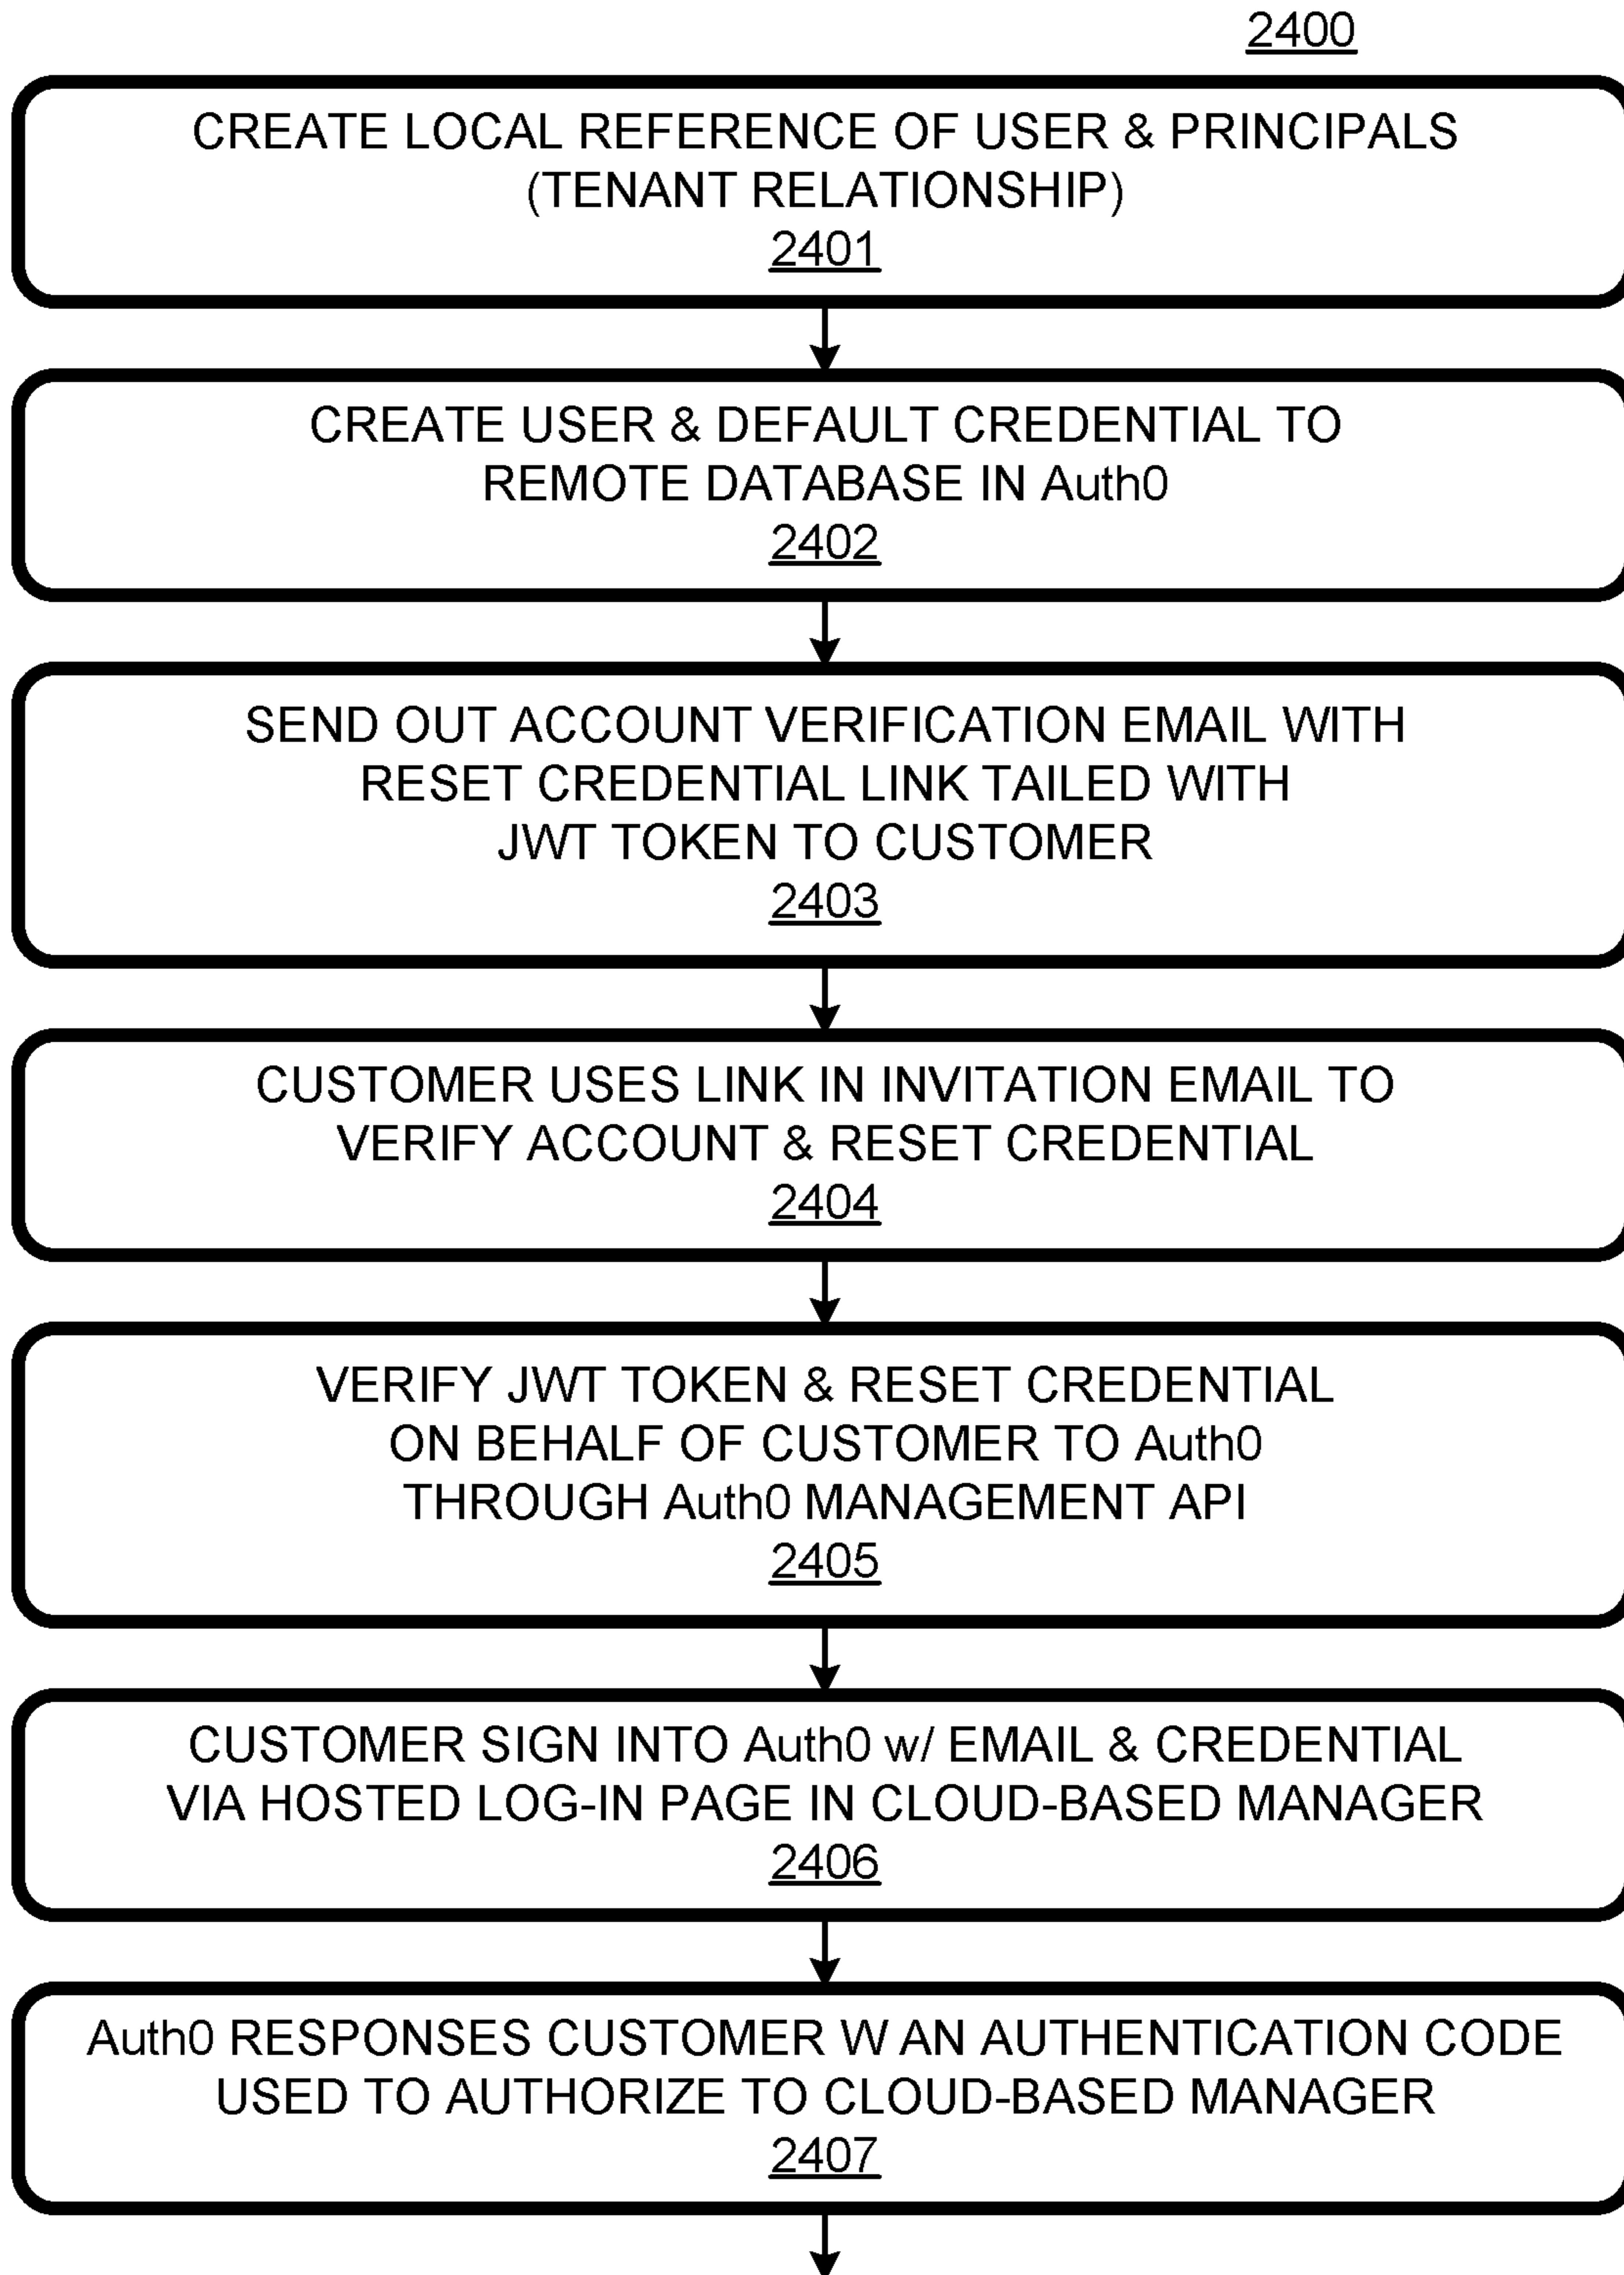 2400
CREATE LOCAL REFERENCE OF USER & PRINCIPALS
(TENANT RELATIONSHIP)
2401
CREATE USER & DEFAULT CREDENTIAL TO
REMOTE DATABASE IN Auth0
2402
SEND OUT ACCOUNT VERIFICATION EMAIL WITH
RESET CREDENTIAL LINK TAILED WITH
JWT TOKEN TO CUSTOMER
2403
CUSTOMER USES LINK IN INVITATION EMAIL TO
VERIFY ACCOUNT & RESET CREDENTIAL
2404
VERIFY JWT TOKEN & RESET CREDENTIAL
ON BEHALF OF CUSTOMER TO Auth0
THROUGH Auth0 MANAGEMENT API
2405
CUSTOMER SIGN INTO Auth0 w/ EMAIL & CREDENTIAL
VIA HOSTED LOG-IN PAGE IN CLOUD-BASED MANAGER
2406
Auth0 RESPONSES CUSTOMER W AN AUTHENTICATION CODE
USED TO AUTHORIZE TO CLOUD-BASED MANAGER
2407